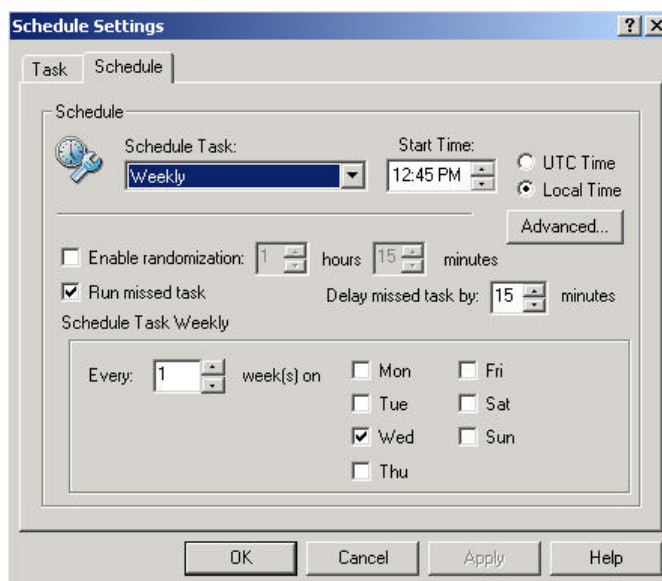 Schedule Settings
Task Schedule
Schedule
Schedule Task: Start Time:
Weekly 12:45 PM UTC Time
Local Time
Advanced...
Enable randomization: 1 hours 15 minutes
Run missed task Delay missed task by: 15 minutes
Schedule Task Weekly
Every: 1 week(s) on Mon Fri
Tue Sat
Wed Sun
Thu
OK Cancel Apply Help